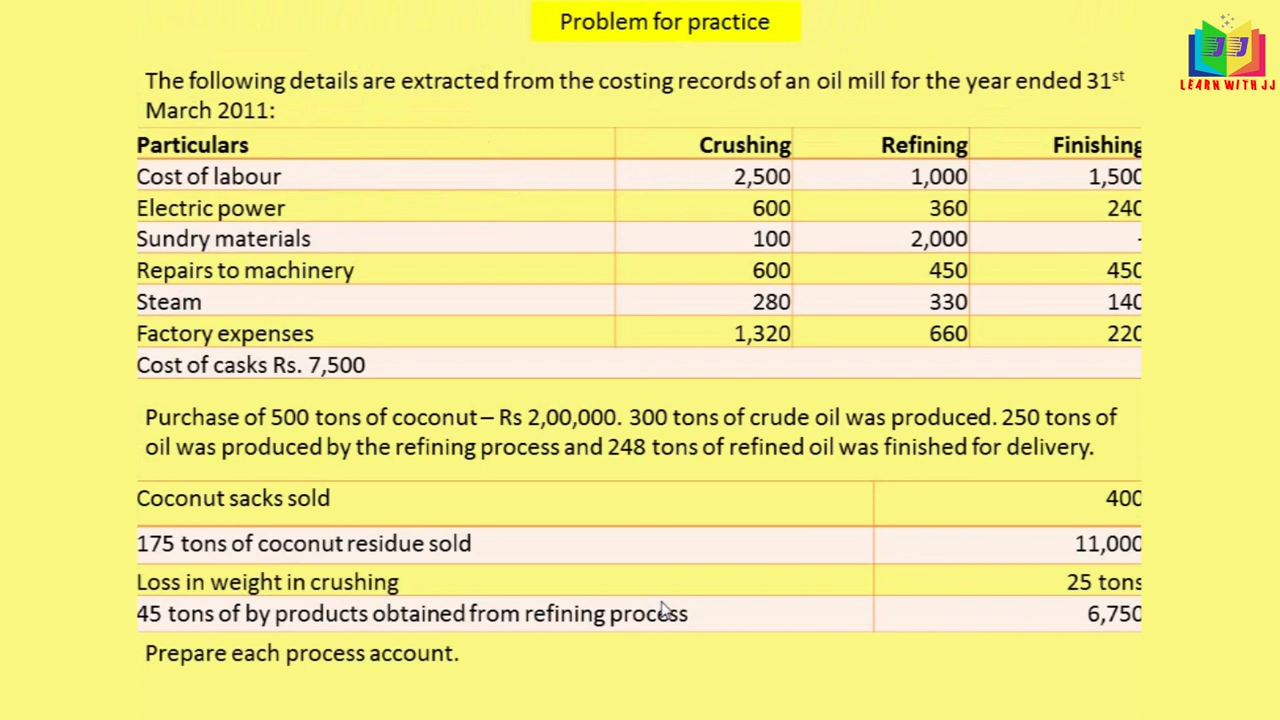 Problem for practice
LEARN WITH JJ
The following details are extracted from the costing records of an oil mill for the year ended 31st
March 2011:
Particulars Crushing Refining Finishing
Cost of labour 2,500 1,000 1,500
Electric power 600 360 240
Sundry materials 100 2,000 -
Repairs to machinery 600 450 450
Steam 280 330 140
Factory expenses 1,320 660 220
Cost of casks Rs. 7,500
Purchase of 500 tons of coconut – Rs 2,00,000. 300 tons of crude oil was produced. 250 tons of
oil was produced by the refining process and 248 tons of refined oil was finished for delivery.
Coconut sacks sold 400
175 tons of coconut residue sold 11,000
Loss in weight in crushing 25 tons
45 tons of by products obtained from refining process 6,750
Prepare each process account.